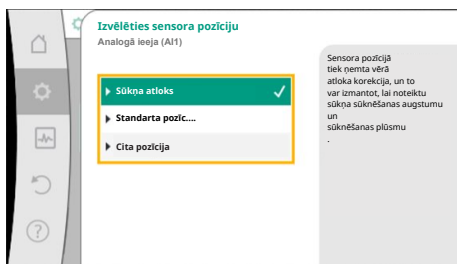 Izvēlēties sensora pozīciju
Analogā ieeja (AI1)
Sūkņa atloks
Standarta pozīc....
Cita pozīcija
Sensora pozīcijā
tiek ņemta vērā
atloka korekcija, un to
var izmantot, lai noteiktu
sūkņa sūknēšanas augstumu
un
sūknēšanas plūsmu
.